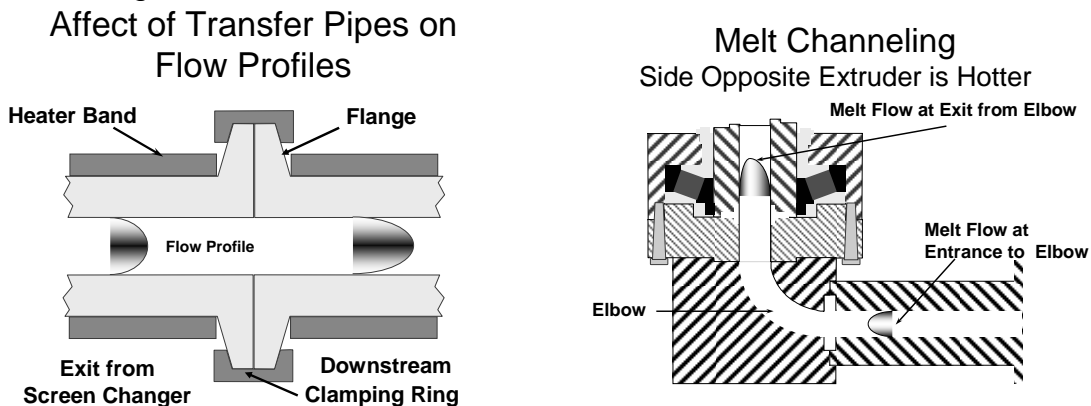 Affect of Transfer Pipes on
Flow Profiles
Heater Band
Flange
Flow Profile
Exit from
Screen Changer
Downstream
Clamping Ring
Melt Channeling
Side Opposite Extruder is Hotter
Melt Flow at Exit from Elbow
Melt Flow at
Entrance to Elbow
Elbow